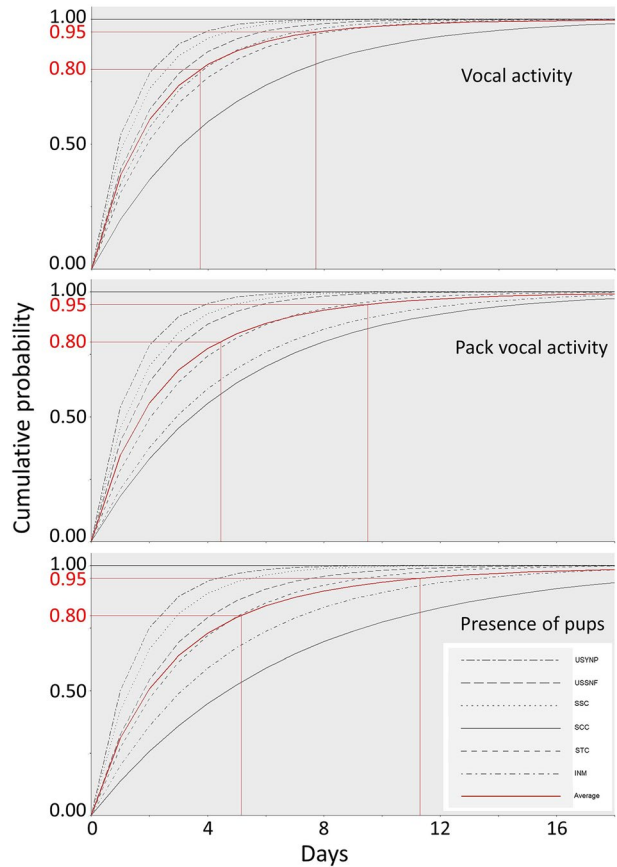 1.00
0.95
0.80
0.50
0.00
Vocal activity
1.00
0.95
0.80
0.50
0.00
Pack vocal activity
Cumulative probability
1.00
0.95
0.80
0.50
0.00
Presence of pups
USYNP
USSNF
SSC
SCC
STC
INM
Average
0 4 8 12 16
Days